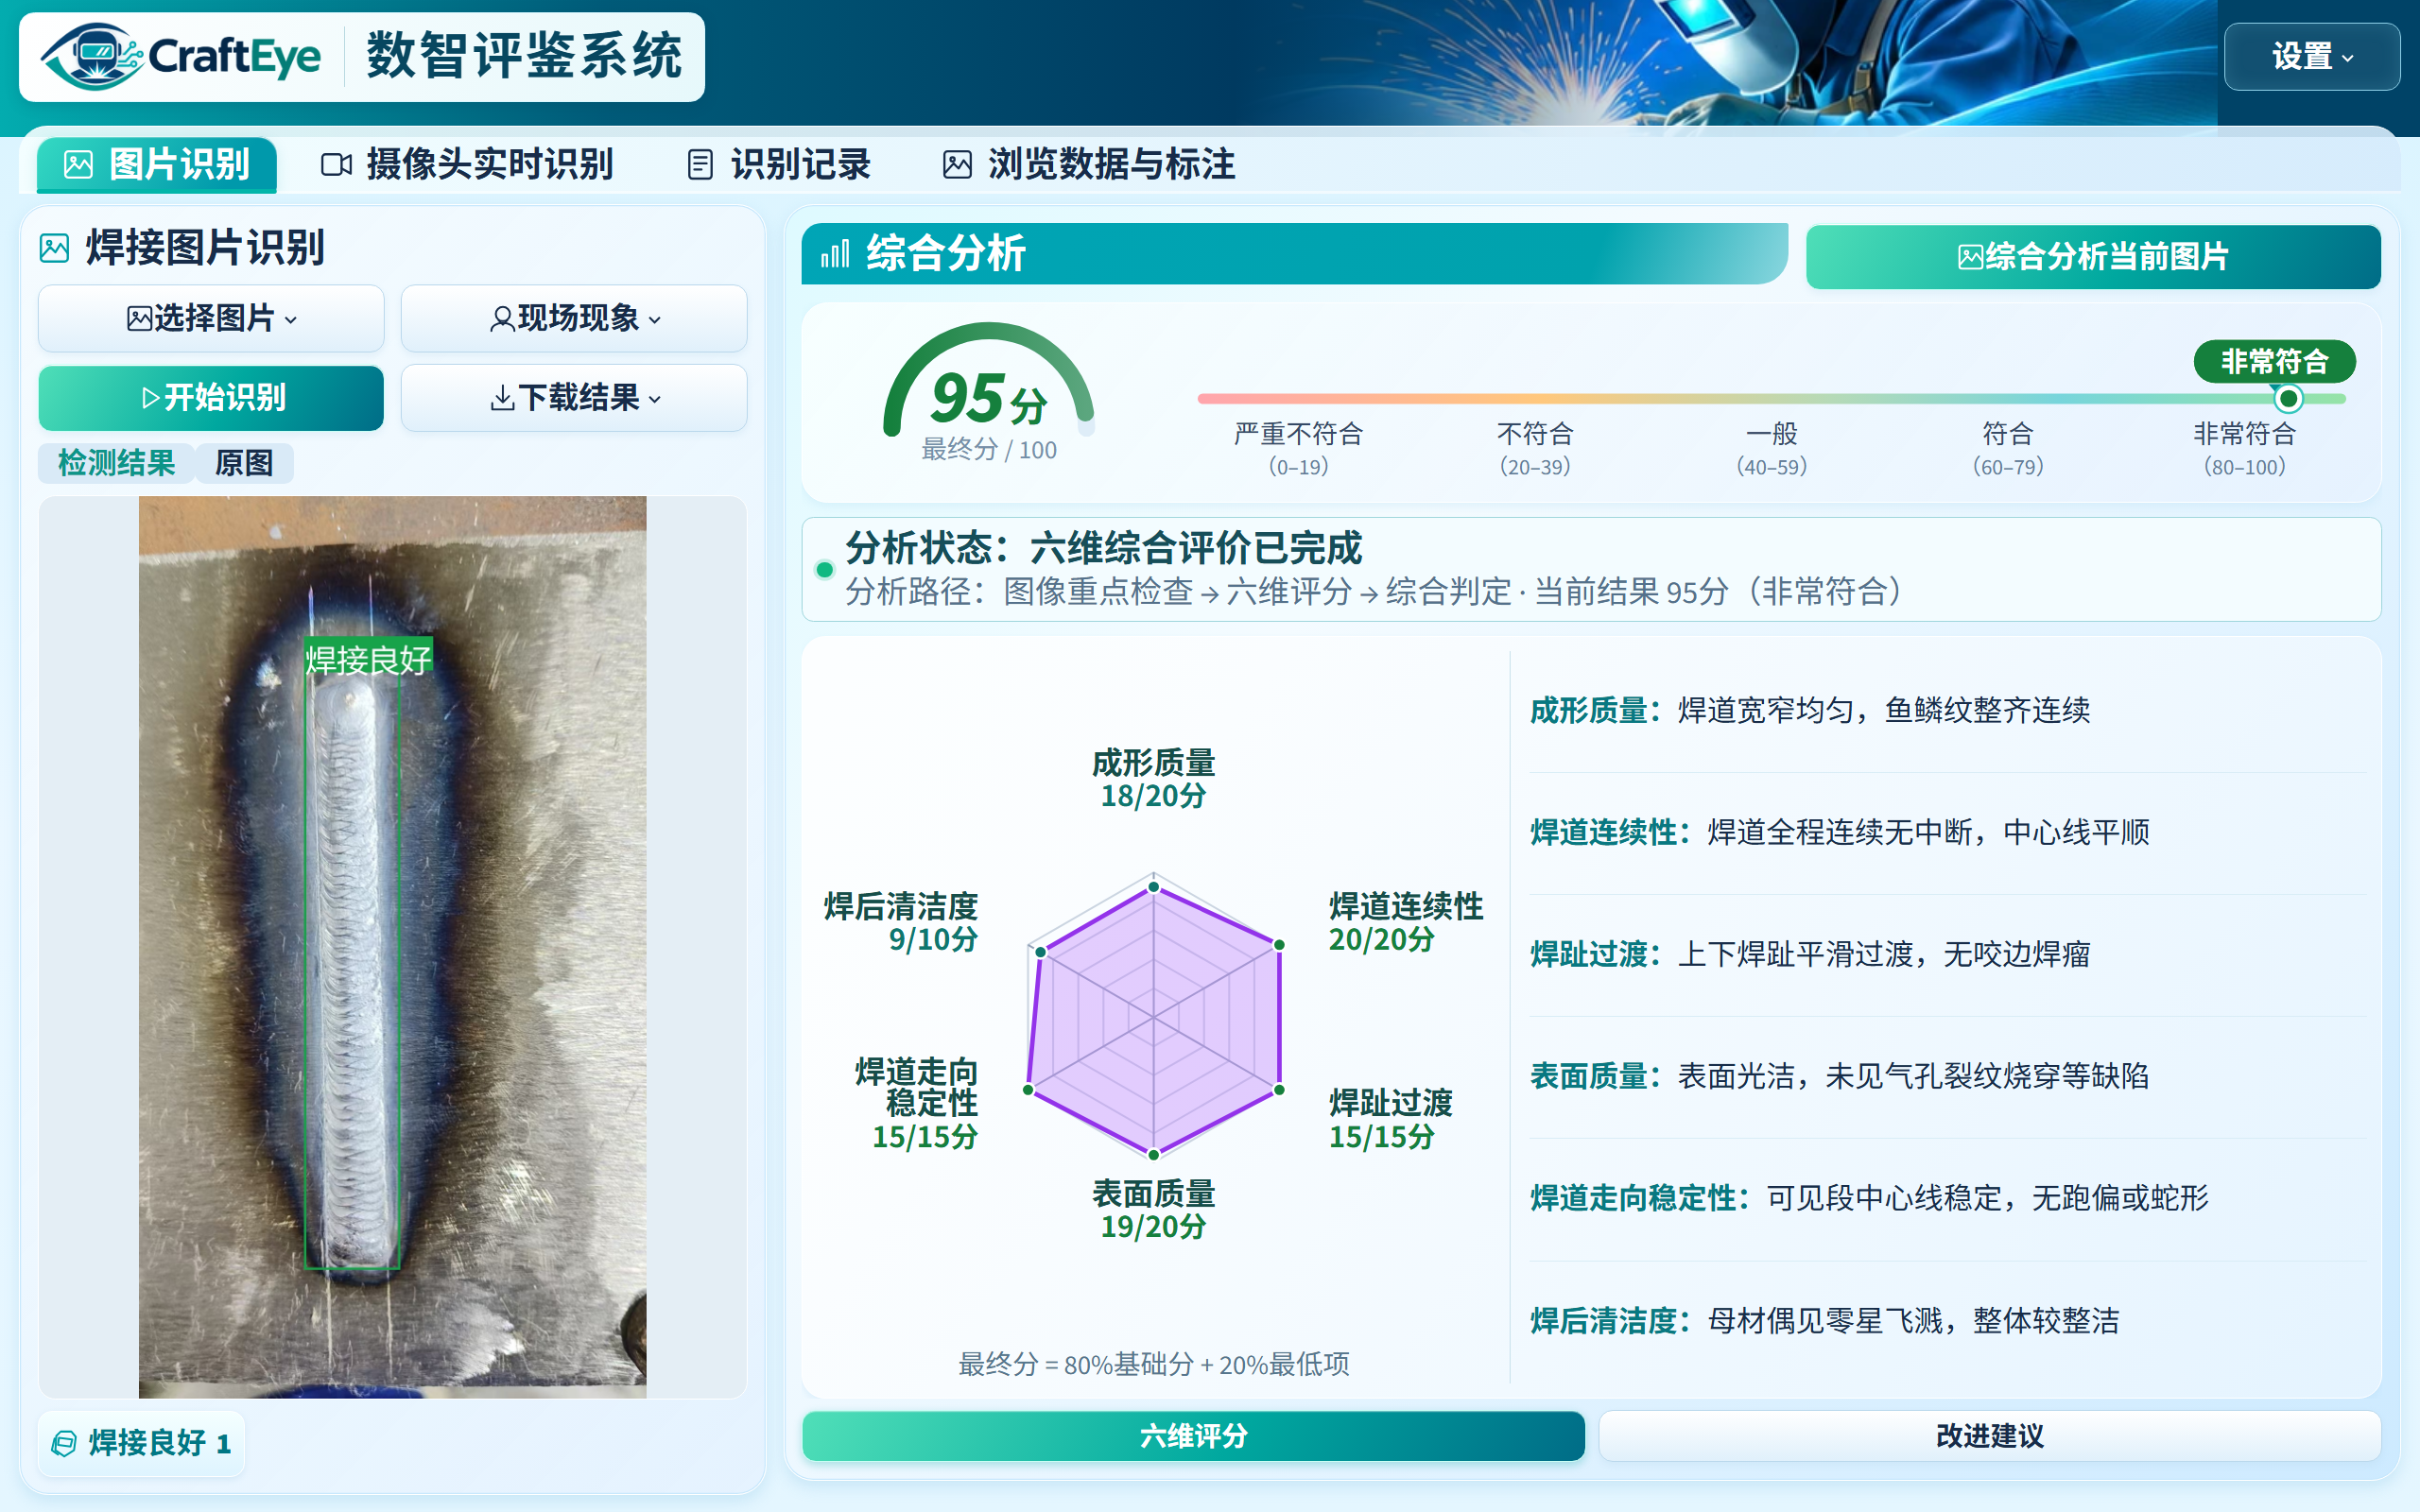 CraftEye 数智评鉴系统
设置
图片识别
摄像头实时识别
识别记录
浏览数据与标注
焊接图片识别
选择图片
现场现象
开始识别
下载结果
检测结果
原图
焊接良好
焊接良好 1
综合分析
综合分析当前图片
95分
最终分 / 100
非常符合
严重不符合
(0–19)
不符合
(20–39)
一般
(40–59)
符合
(60–79)
非常符合
(80–100)
分析状态：六维综合评价已完成
分析路径：图像重点检查 → 六维评分 → 综合判定 · 当前结果 95分（非常符合）
成形质量
18/20分
焊道连续性
20/20分
焊趾过渡
15/15分
表面质量
19/20分
焊道走向
稳定性
15/15分
焊后清洁度
9/10分
最终分 = 80%基础分 + 20%最低项
成形质量：焊道宽窄均匀，鱼鳞纹整齐连续
焊道连续性：焊道全程连续无中断，中心线平顺
焊趾过渡：上下焊趾平滑过渡，无咬边焊瘤
表面质量：表面光洁，未见气孔裂纹烧穿等缺陷
焊道走向稳定性：可见段中心线稳定，无跑偏或蛇形
焊后清洁度：母材偶见零星飞溅，整体较整洁
六维评分
改进建议